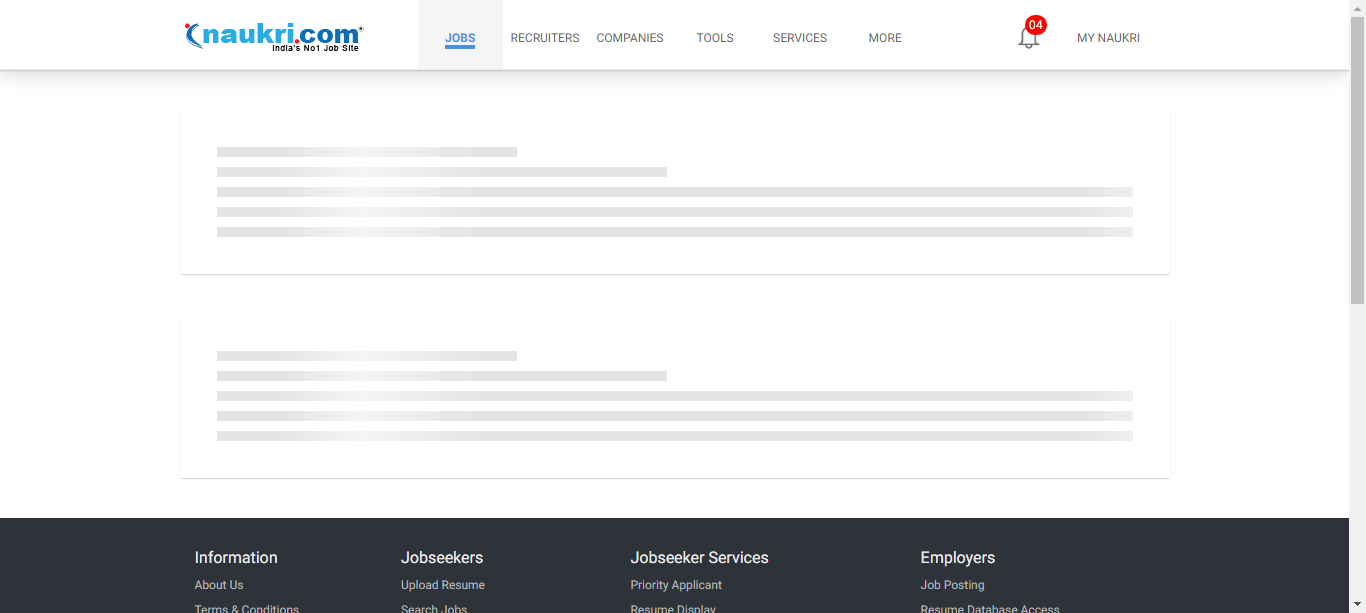 naukri.com
India's No1 Job Site
JOBS RECRUITERS COMPANIES TOOLS SERVICES MORE 04 MY NAUKRI
Information Jobseekers Jobseeker Services Employers
About Us Upload Resume Priority Applicant Job Posting
Terms & Conditions Search Jobs Resume Display Resume Database Access